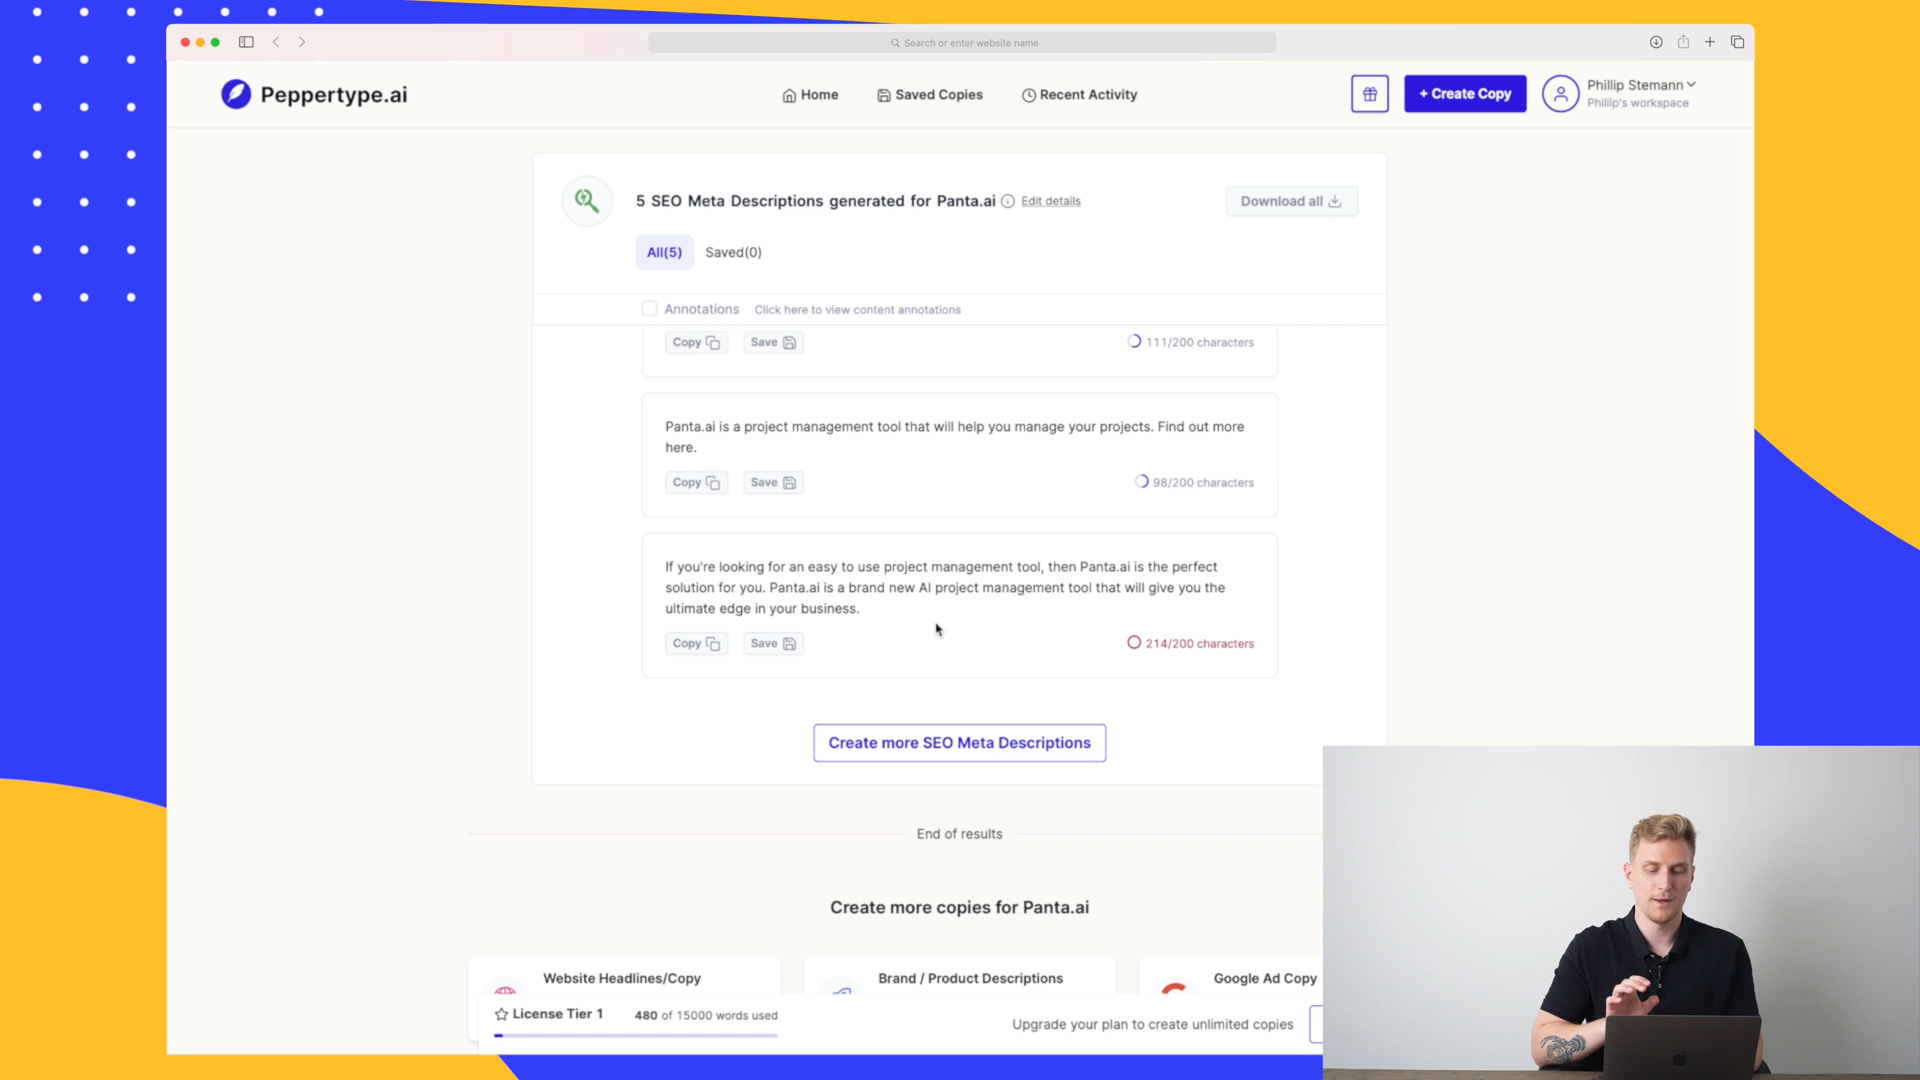 Search or enter website name
Peppertype.ai
Home
Saved Copies
Recent Activity
+ Create Copy
Phillip Stemann
Phillip's workspace
5 SEO Meta Descriptions generated for Panta.ai
Edit details
Download all
All(5)
Saved(0)
Annotations
Click here to view content annotations
Copy
Save
111/200 characters
Panta.ai is a project management tool that will help you manage your projects. Find out more
here.
Copy
Save
98/200 characters
If you're looking for an easy to use project management tool, then Panta.ai is the perfect
solution for you. Panta.ai is a brand new AI project management tool that will give you the
ultimate edge in your business.
Copy
Save
214/200 characters
Create more SEO Meta Descriptions
End of results
Create more copies for Panta.ai
Website Headlines/Copy
Brand / Product Descriptions
Google Ad Copy
License Tier 1
480 of 15000 words used
Upgrade your plan to create unlimited copies